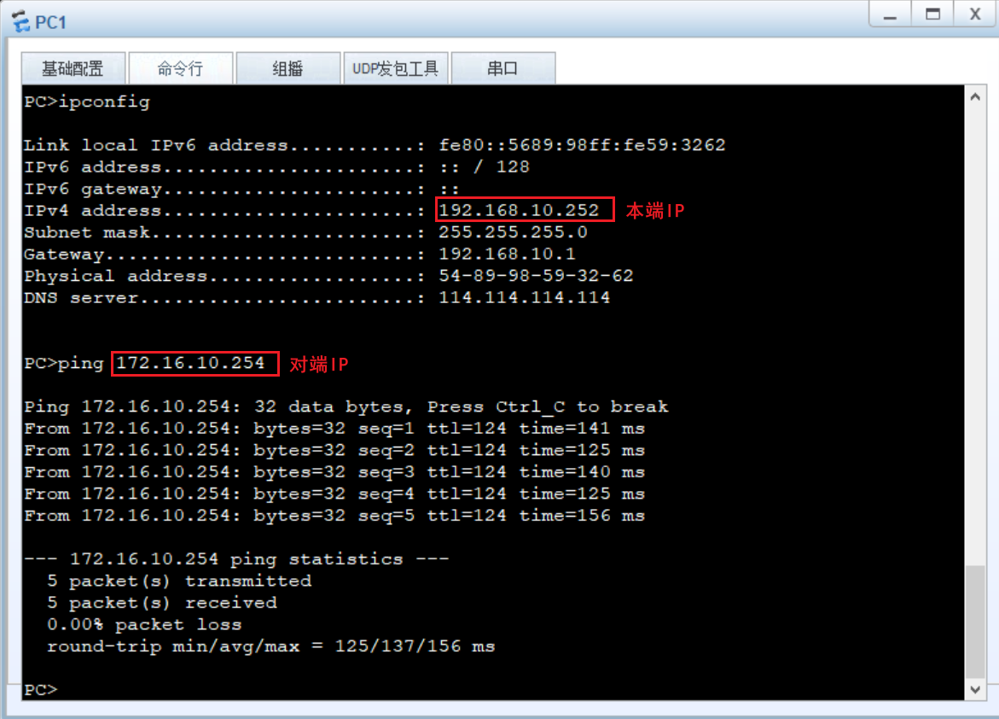 PC1
基础配置 命令行 组播 UDP发包工具 串口
PC>ipconfig
Link local IPv6 address...........: fe80::5689:98ff:fe59:3262
IPv6 address......................: :: / 128
IPv6 gateway......................: ::
IPv4 address......................: 192.168.10.252 本端IP
Subnet mask.......................: 255.255.255.0
Gateway...........................: 192.168.10.1
Physical address..................: 54-89-98-59-32-62
DNS server........................: 114.114.114.114
PC>ping 172.16.10.254 对端IP
Ping 172.16.10.254: 32 data bytes, Press Ctrl_C to break
From 172.16.10.254: bytes=32 seq=1 ttl=124 time=141 ms
From 172.16.10.254: bytes=32 seq=2 ttl=124 time=125 ms
From 172.16.10.254: bytes=32 seq=3 ttl=124 time=140 ms
From 172.16.10.254: bytes=32 seq=4 ttl=124 time=125 ms
From 172.16.10.254: bytes=32 seq=5 ttl=124 time=156 ms
--- 172.16.10.254 ping statistics ---
5 packet(s) transmitted
5 packet(s) received
0.00% packet loss
round-trip min/avg/max = 125/137/156 ms
PC>